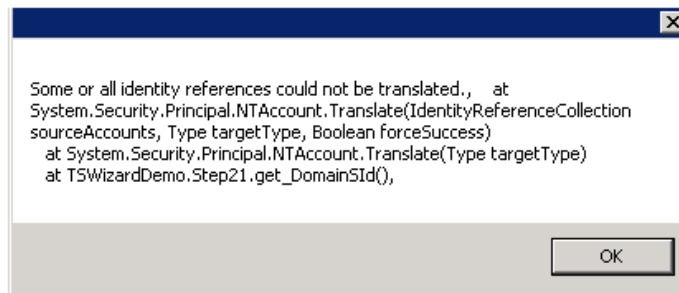 Some or all identity references could not be translated., at
System.Security.Principal.NTAccount.Translate(IdentityReferenceCollection
sourceAccounts, Type targetType, Boolean forceSuccess)
at System.Security.Principal.NTAccount.Translate(Type targetType)
at TSWizardDemo.Step21.get_DomainSId(),
OK